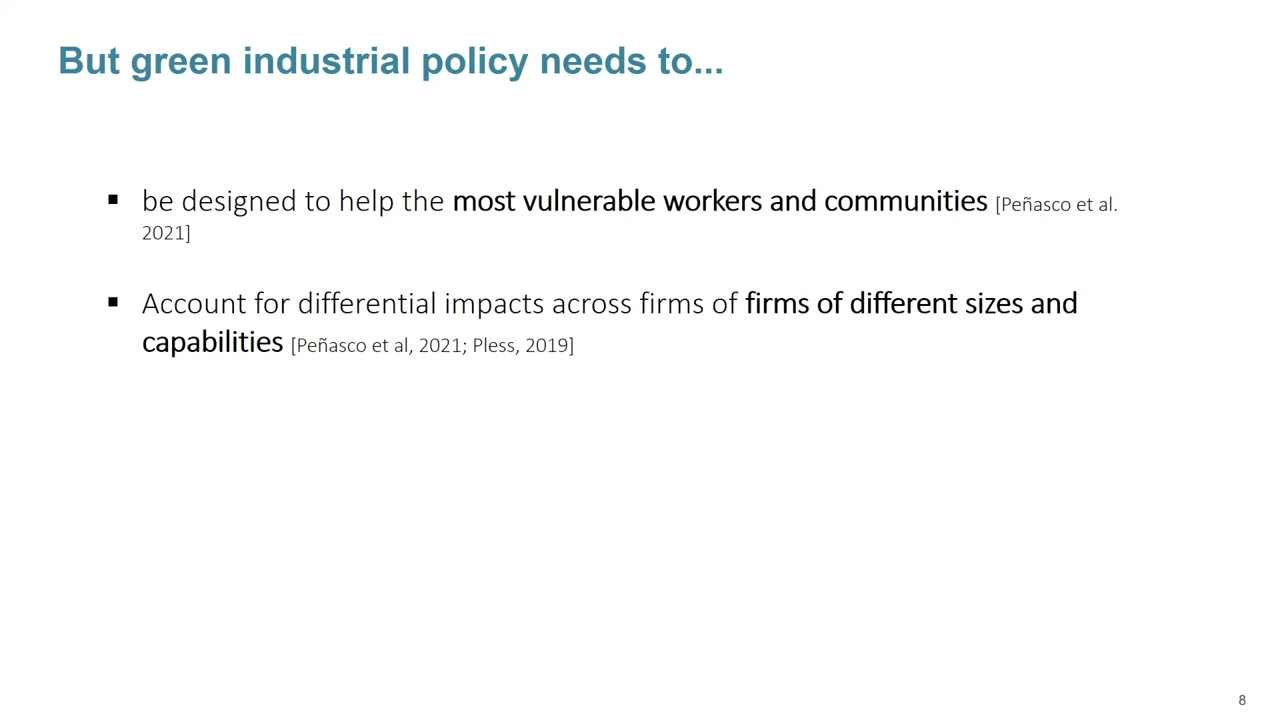 But green industrial policy needs to...
▪ be designed to help the most vulnerable workers and communities [Peñasco et al.
2021]
▪ Account for differential impacts across firms of firms of different sizes and
capabilities [Peñasco et al, 2021; Pless, 2019]
8